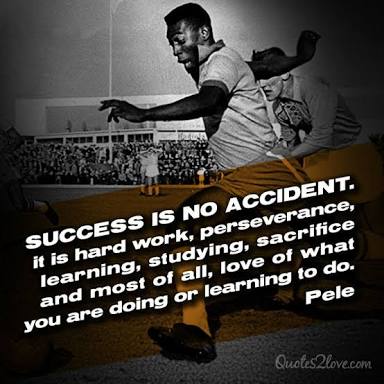 SUCCESS IS NO ACCIDENT.
it is hard work, perseverance,
learning, studying, sacrifice
and most of all, love of what
you are doing or learning to do.
Pele
Quotes2love.com